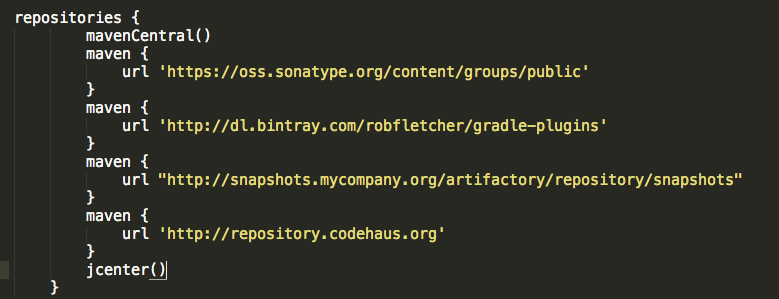 repositories {
mavenCentral()
maven {
url 'https://oss.sonatype.org/content/groups/public'
}
maven {
url 'http://dl.bintray.com/robfletcher/gradle-plugins'
}
maven {
url "http://snapshots.mycompany.org/artifactory/repository/snapshots"
}
maven {
url 'http://repository.codehaus.org'
}
jcenter()
}